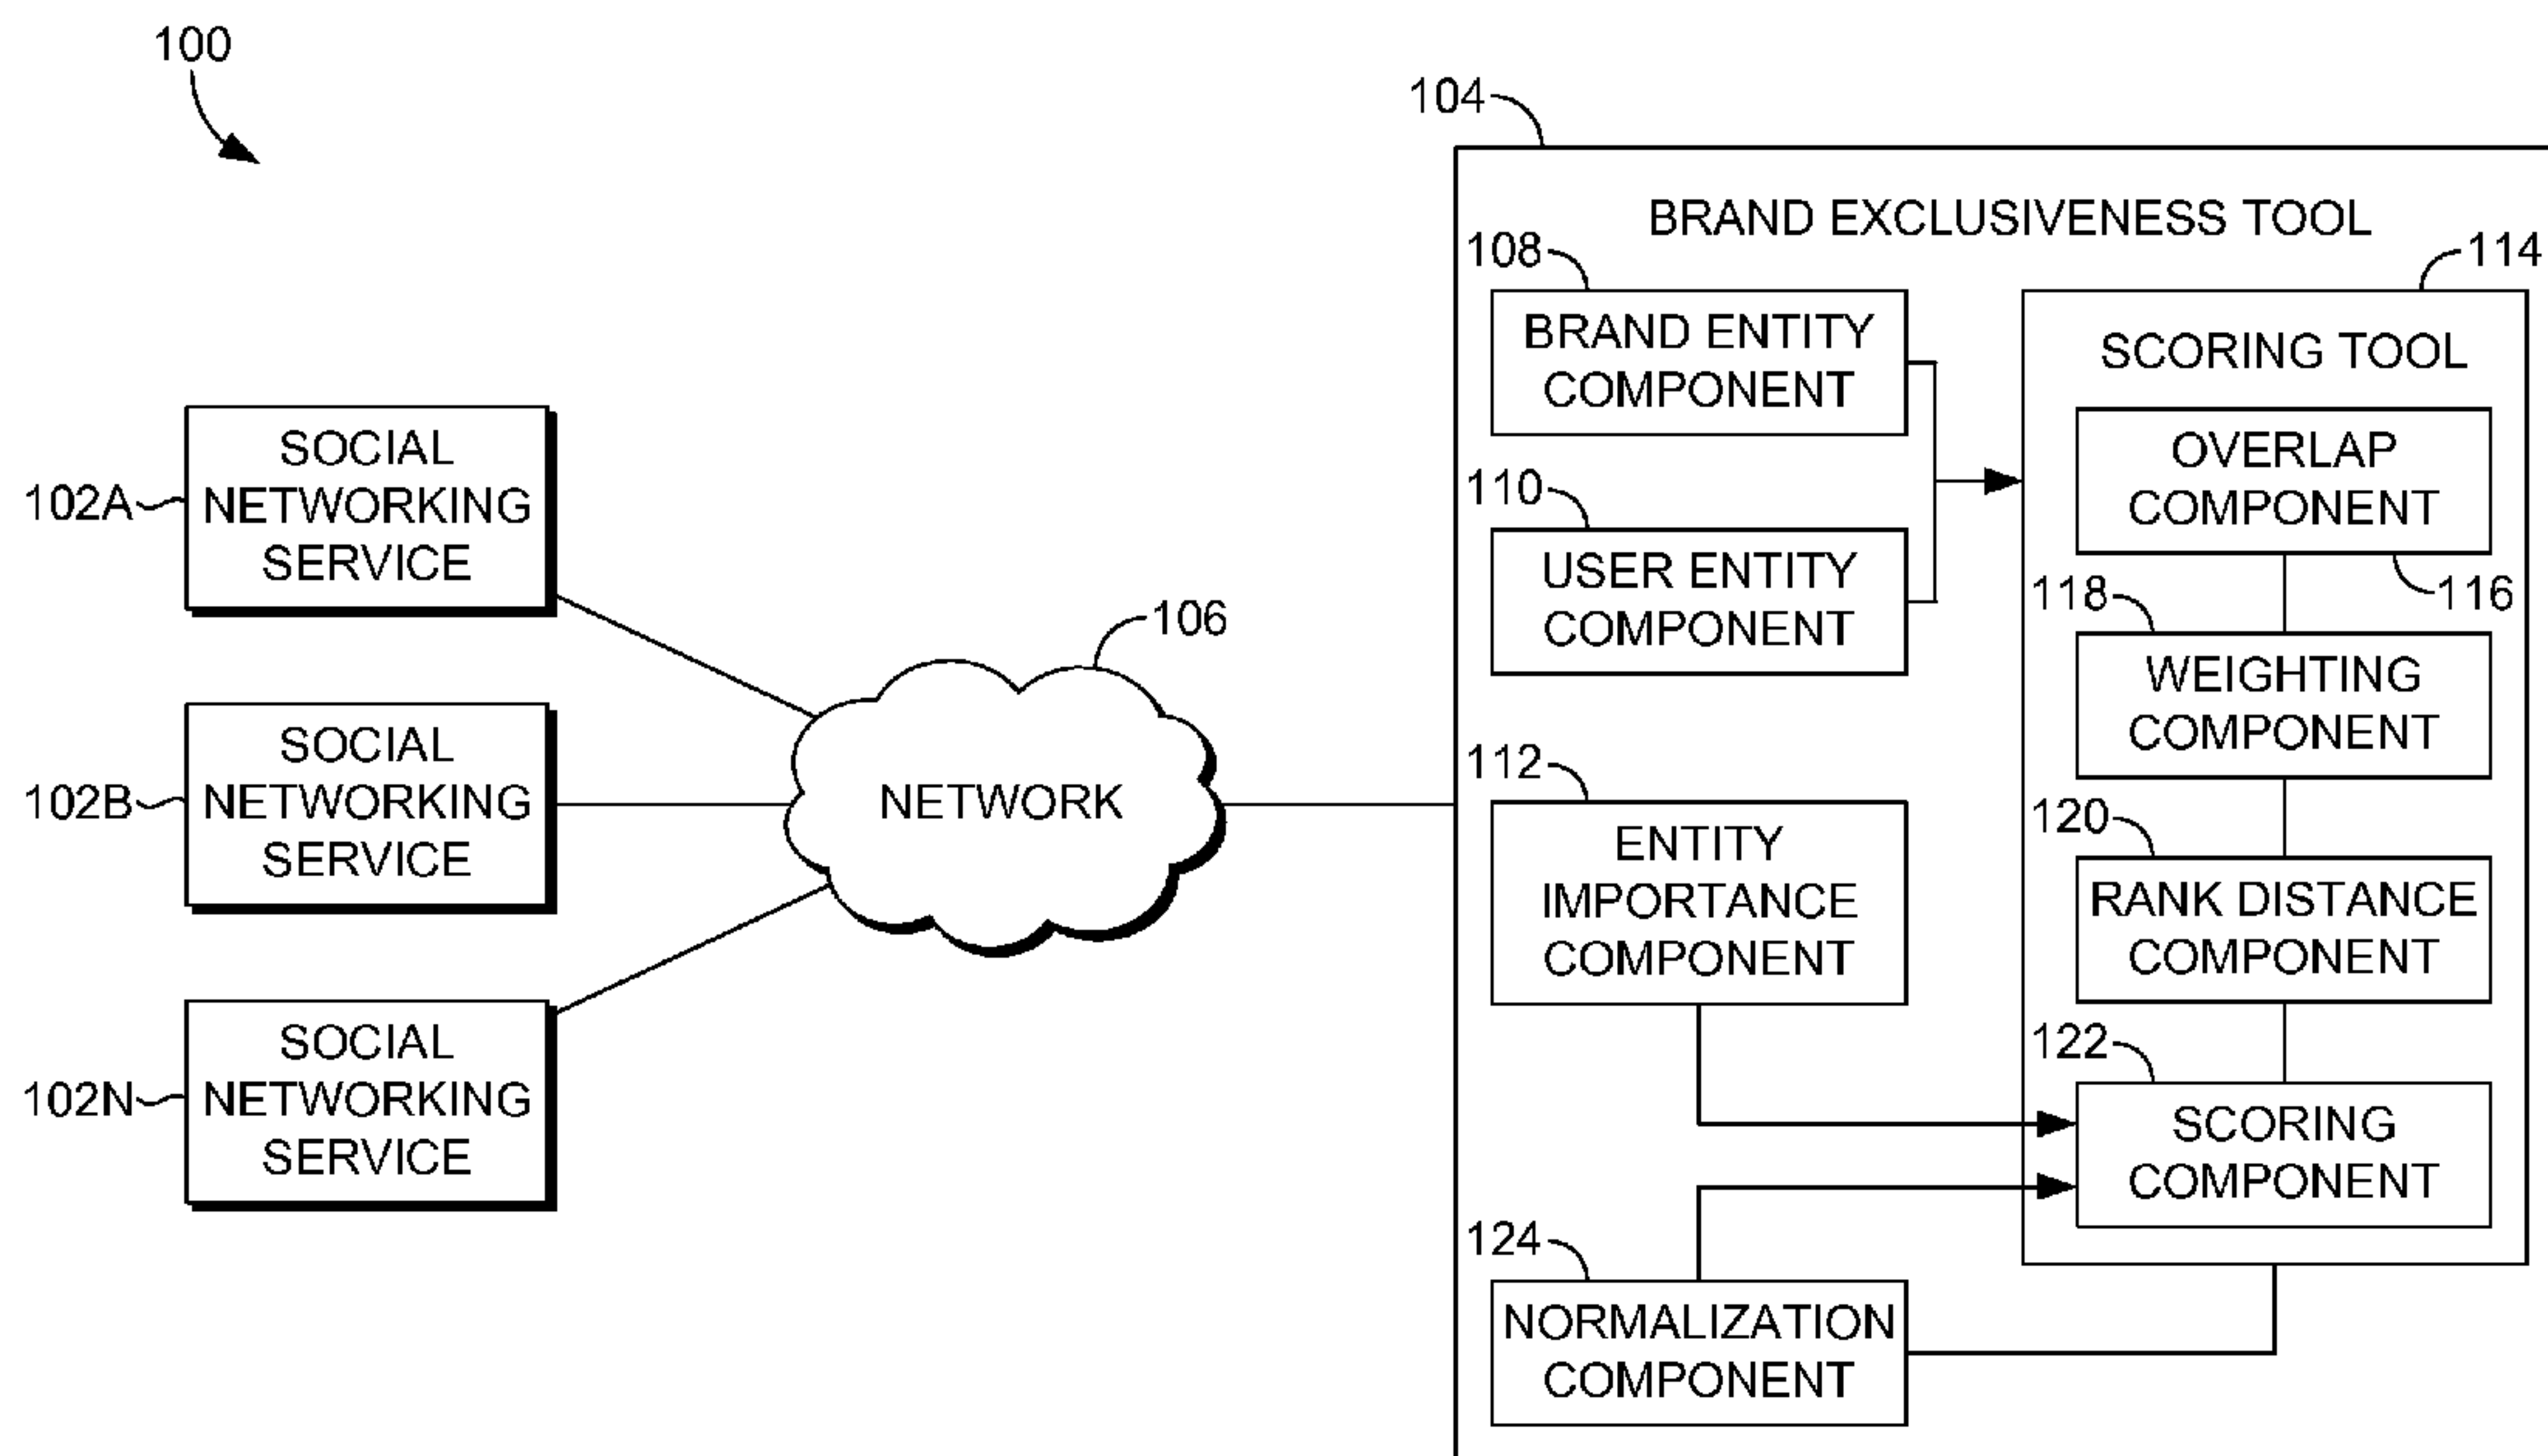 100
104
BRAND EXCLUSIVENESS TOOL
108
114
BRAND ENTITY
COMPONENT
SCORING TOOL
OVERLAP
COMPONENT
116
110
USER ENTITY
COMPONENT
118
WEIGHTING
COMPONENT
102A
SOCIAL
NETWORKING
SERVICE
106
NETWORK
102B
SOCIAL
NETWORKING
SERVICE
112
ENTITY
IMPORTANCE
COMPONENT
120
RANK DISTANCE
COMPONENT
102N
SOCIAL
NETWORKING
SERVICE
122
SCORING
COMPONENT
124
NORMALIZATION
COMPONENT